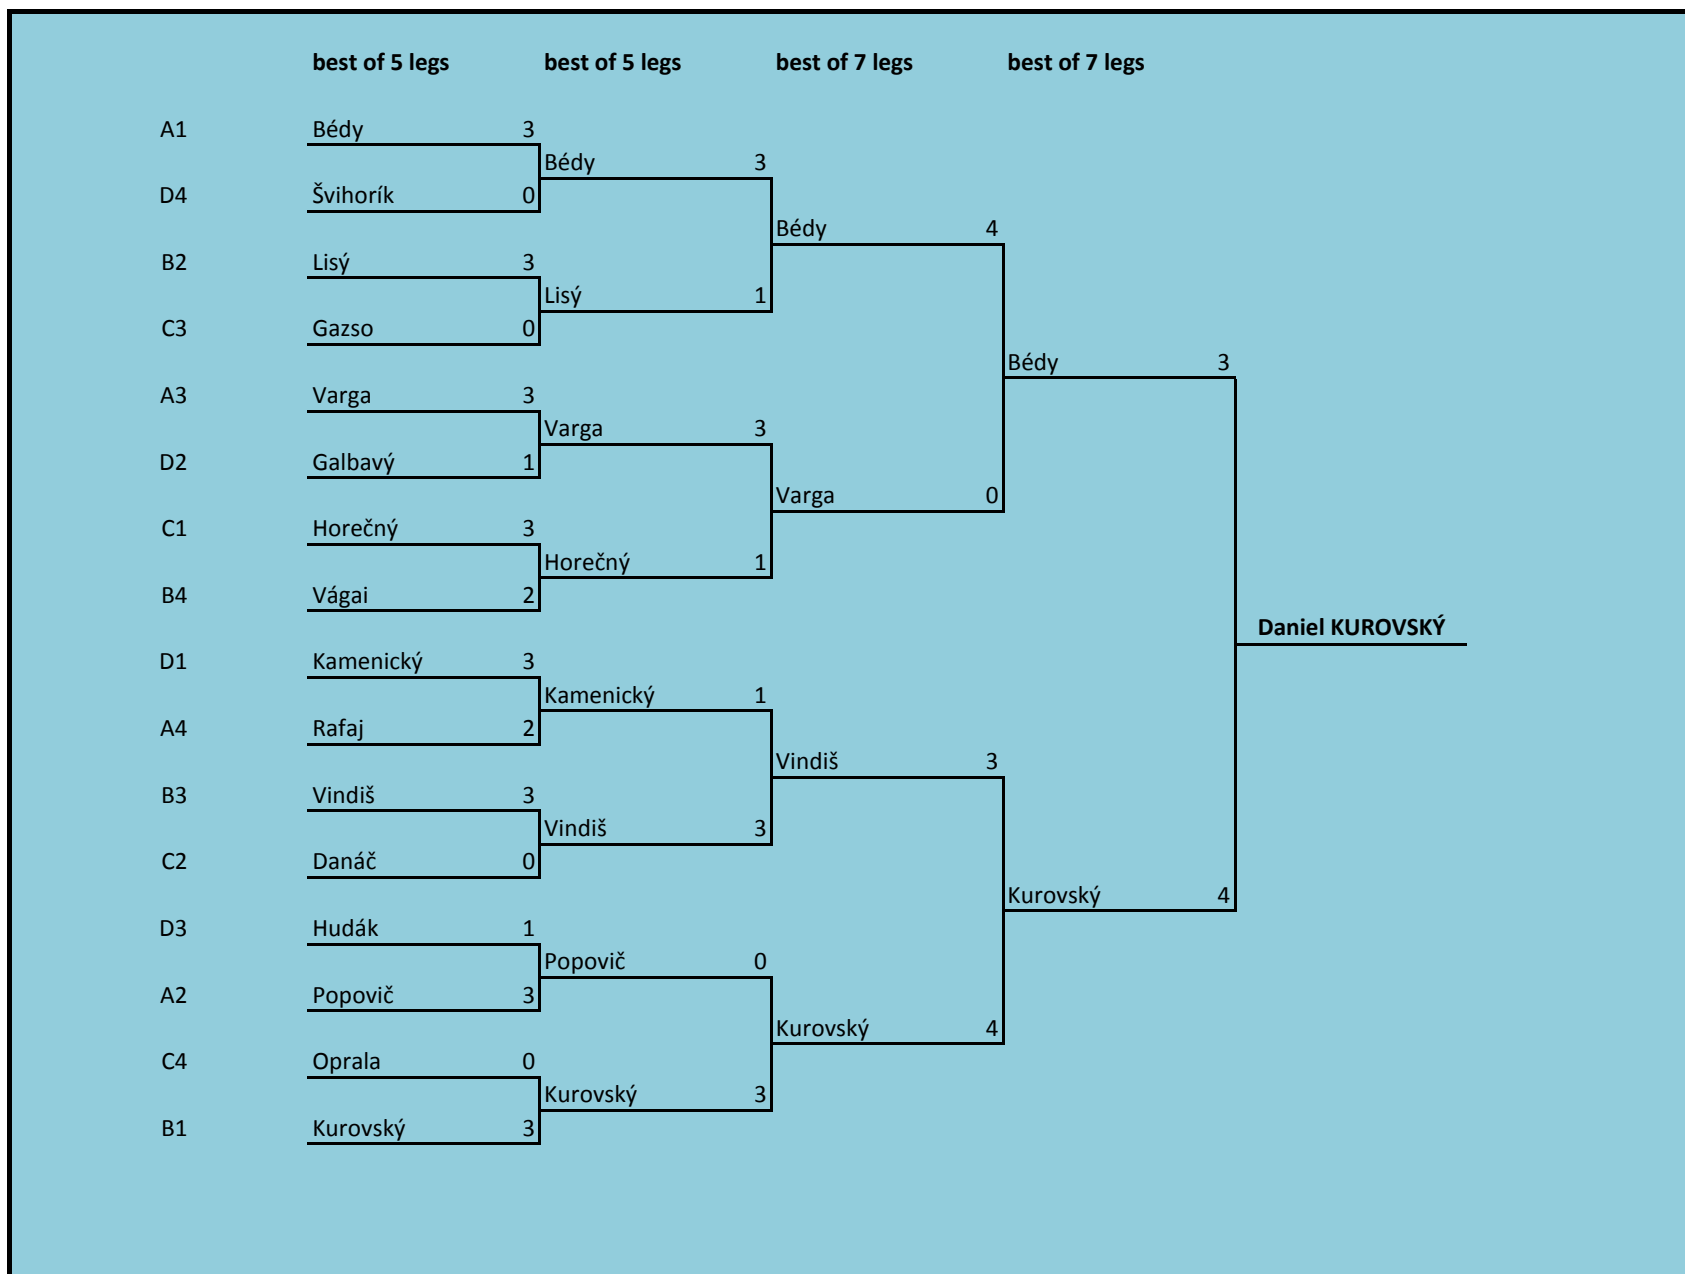 best of 5 legs best of 5 legs best of 7 legs best of 7 legs
A1 Bédy 3
Bédy 3
D4 Švihorík 0
Bédy 4
B2 Lisý 3
Lisý 1
C3 Gazso 0
Bédy 3
A3 Varga 3
Varga 3
D2 Galbavý 1
Varga 0
C1 Horečný 3
Horečný 1
B4 Vágai 2
Daniel KUROVSKÝ
D1 Kamenický 3
Kamenický 1
A4 Rafaj 2
Vindiš 3
B3 Vindiš 3
Vindiš 3
C2 Danáč 0
Kurovský 4
D3 Hudák 1
Popovič 0
A2 Popovič 3
Kurovský 4
C4 Oprala 0
Kurovský 3
B1 Kurovský 3